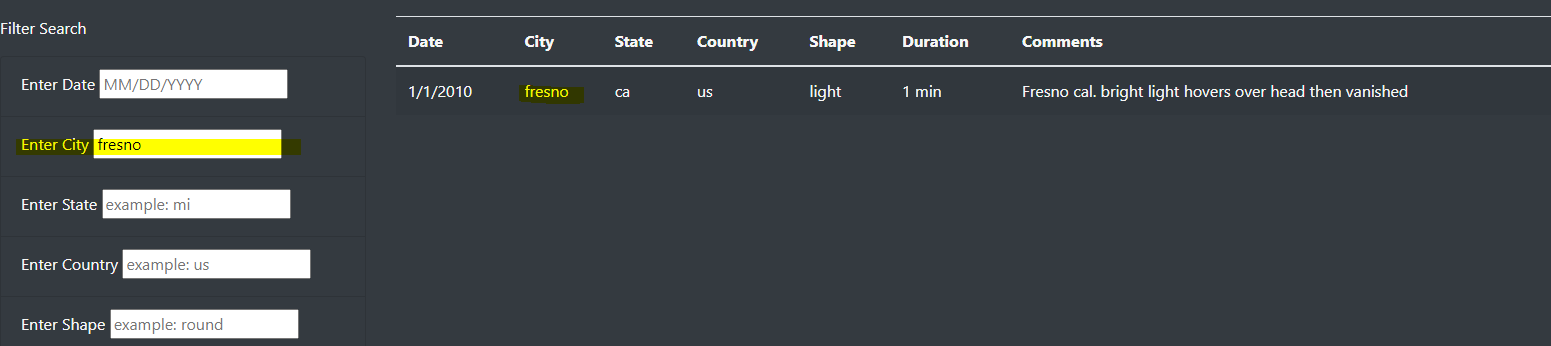 Filter Search
Enter Date MM/DD/YYYY
Enter City fresno
Enter State example: mi
Enter Country example: us
Enter Shape example: round
Date City State Country Shape Duration Comments
1/1/2010 fresno ca us light 1 min Fresno cal. bright light hovers over head then vanished